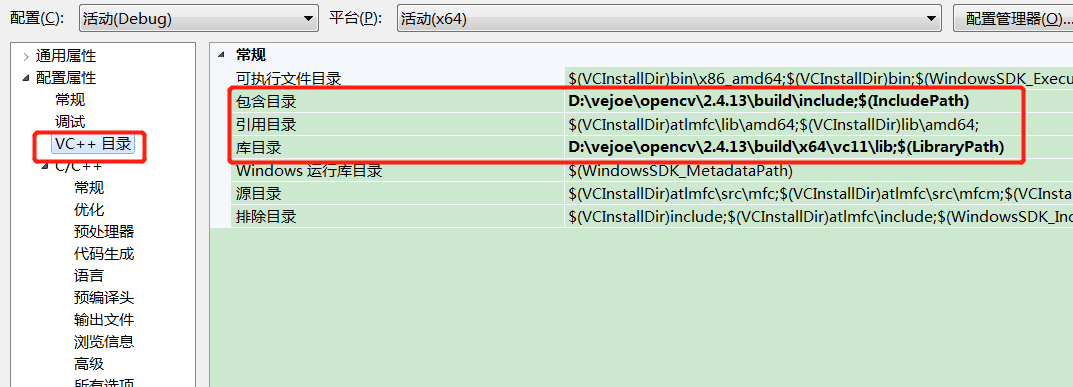 配置(C): 活动(Debug) 平台(P): 活动(x64) 配置管理器(O)...
通用属性
配置属性
常规
调试
VC++ 目录
C/C++
常规
优化
预处理器
代码生成
语言
预编译头
输出文件
浏览信息
高级
所有选项
常规
可执行文件目录 $(VCInstallDir)bin\x86_amd64;$(VCInstallDir)bin;$(WindowsSDK_Execu
包含目录 D:\vejoe\opencv\2.4.13\build\include;$(IncludePath)
引用目录 $(VCInstallDir)atlmfc\lib\amd64;$(VCInstallDir)lib\amd64;
库目录 D:\vejoe\opencv\2.4.13\build\x64\vc11\lib;$(LibraryPath)
Windows 运行库目录 $(WindowsSDK_MetadataPath)
源目录 $(VCInstallDir)atlmfc\src\mfc;$(VCInstallDir)atlmfc\src\mfcm;$(VCInsta
排除目录 $(VCInstallDir)include;$(VCInstallDir)atlmfc\include;$(WindowsSDK_Inc